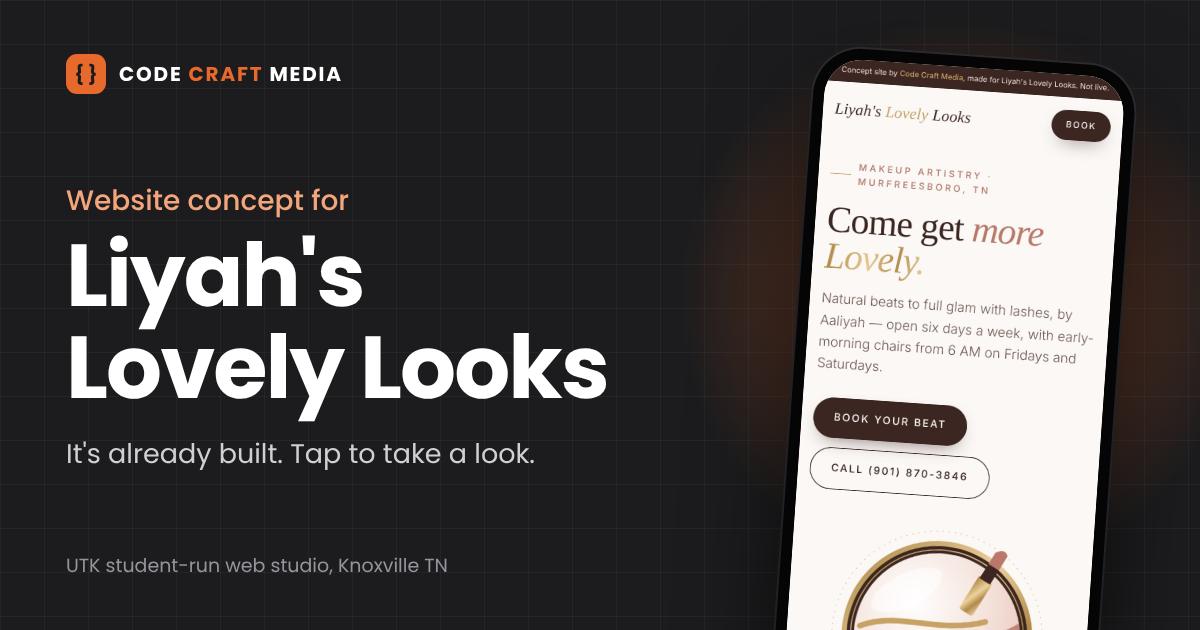 { } CODE CRAFT MEDIA
Website concept for
Liyah's
Lovely Looks
It's already built. Tap to take a look.
UTK student-run web studio, Knoxville TN
Concept site by Code Craft Media, made for Liyah's Lovely Looks. Not live.
Liyah's Lovely Looks
BOOK
MAKEUP ARTISTRY ·
MURFREESBORO, TN
Come get more
Lovely.
Natural beats to full glam with lashes, by
Aaliyah — open six days a week, with early-
morning chairs from 6 AM on Fridays and
Saturdays.
BOOK YOUR BEAT
CALL (901) 870-3846